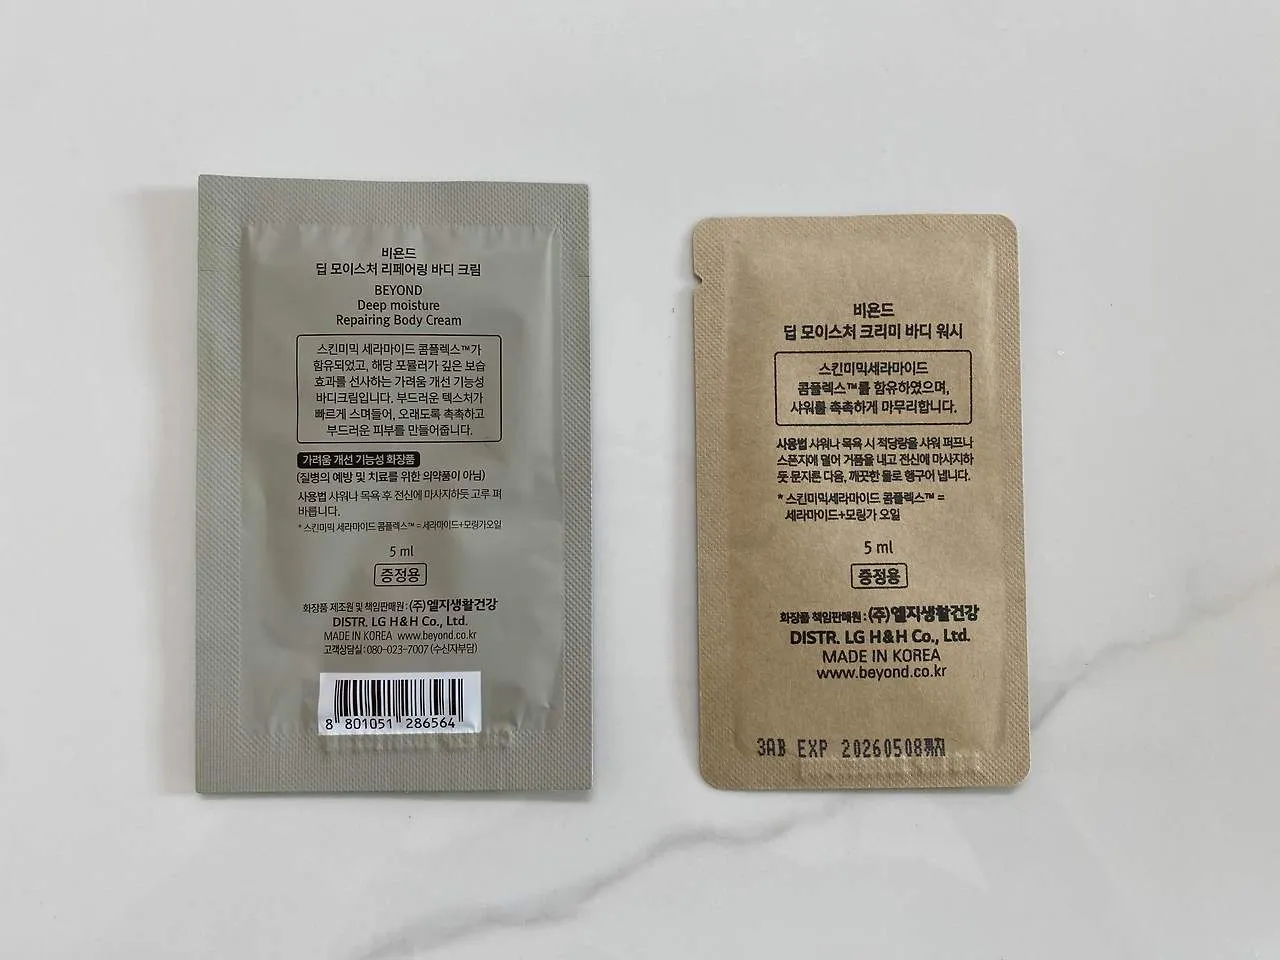 비욘드
딥 모이스처 리페어링 바디 크림
BEYOND
Deep moisture
Repairing Body Cream
스킨미믹 세라마이드 콤플렉스™가
함유되었고, 해당 포뮬러가 깊은 보습
효과를 선사하는 가려움 개선 기능성
바디크림입니다. 부드러운 텍스처가
빠르게 스며들어, 오래도록 촉촉하고
부드러운 피부를 만들어줍니다.
가려움 개선 기능성 화장품
(질병의 예방 및 치료를 위한 의약품이 아님)
사용법 샤워나 목욕 후 전신에 마사지하듯 고루 펴
바릅니다.
* 스킨미믹 세라마이드 콤플렉스™ = 세라마이드+모링가오일
5 ml
증정용
화장품 제조원 및 책임판매원 : (주)엘지생활건강
DISTR. LG H&H Co., Ltd.
MADE IN KOREA www.beyond.co.kr
고객상담실 : 080-023-7007 (수신자부담)
8 801051 286564
비욘드
딥 모이스처 크리미 바디 워시
스킨미믹세라마이드
콤플렉스™를 함유하였으며,
샤워를 촉촉하게 마무리합니다.
사용법 샤워나 목욕 시 적당량을 샤워 퍼프나
스폰지에 덜어 거품을 내고 전신에 마사지하
듯 문지른 다음, 깨끗한 물로 헹구어 냅니다.
* 스킨미믹세라마이드 콤플렉스™ =
세라마이드+모링가 오일
5 ml
증정용
화장품 책임판매원 : (주)엘지생활건강
DISTR. LG H&H Co., Ltd.
MADE IN KOREA
www.beyond.co.kr
3AB EXP 20260508까지